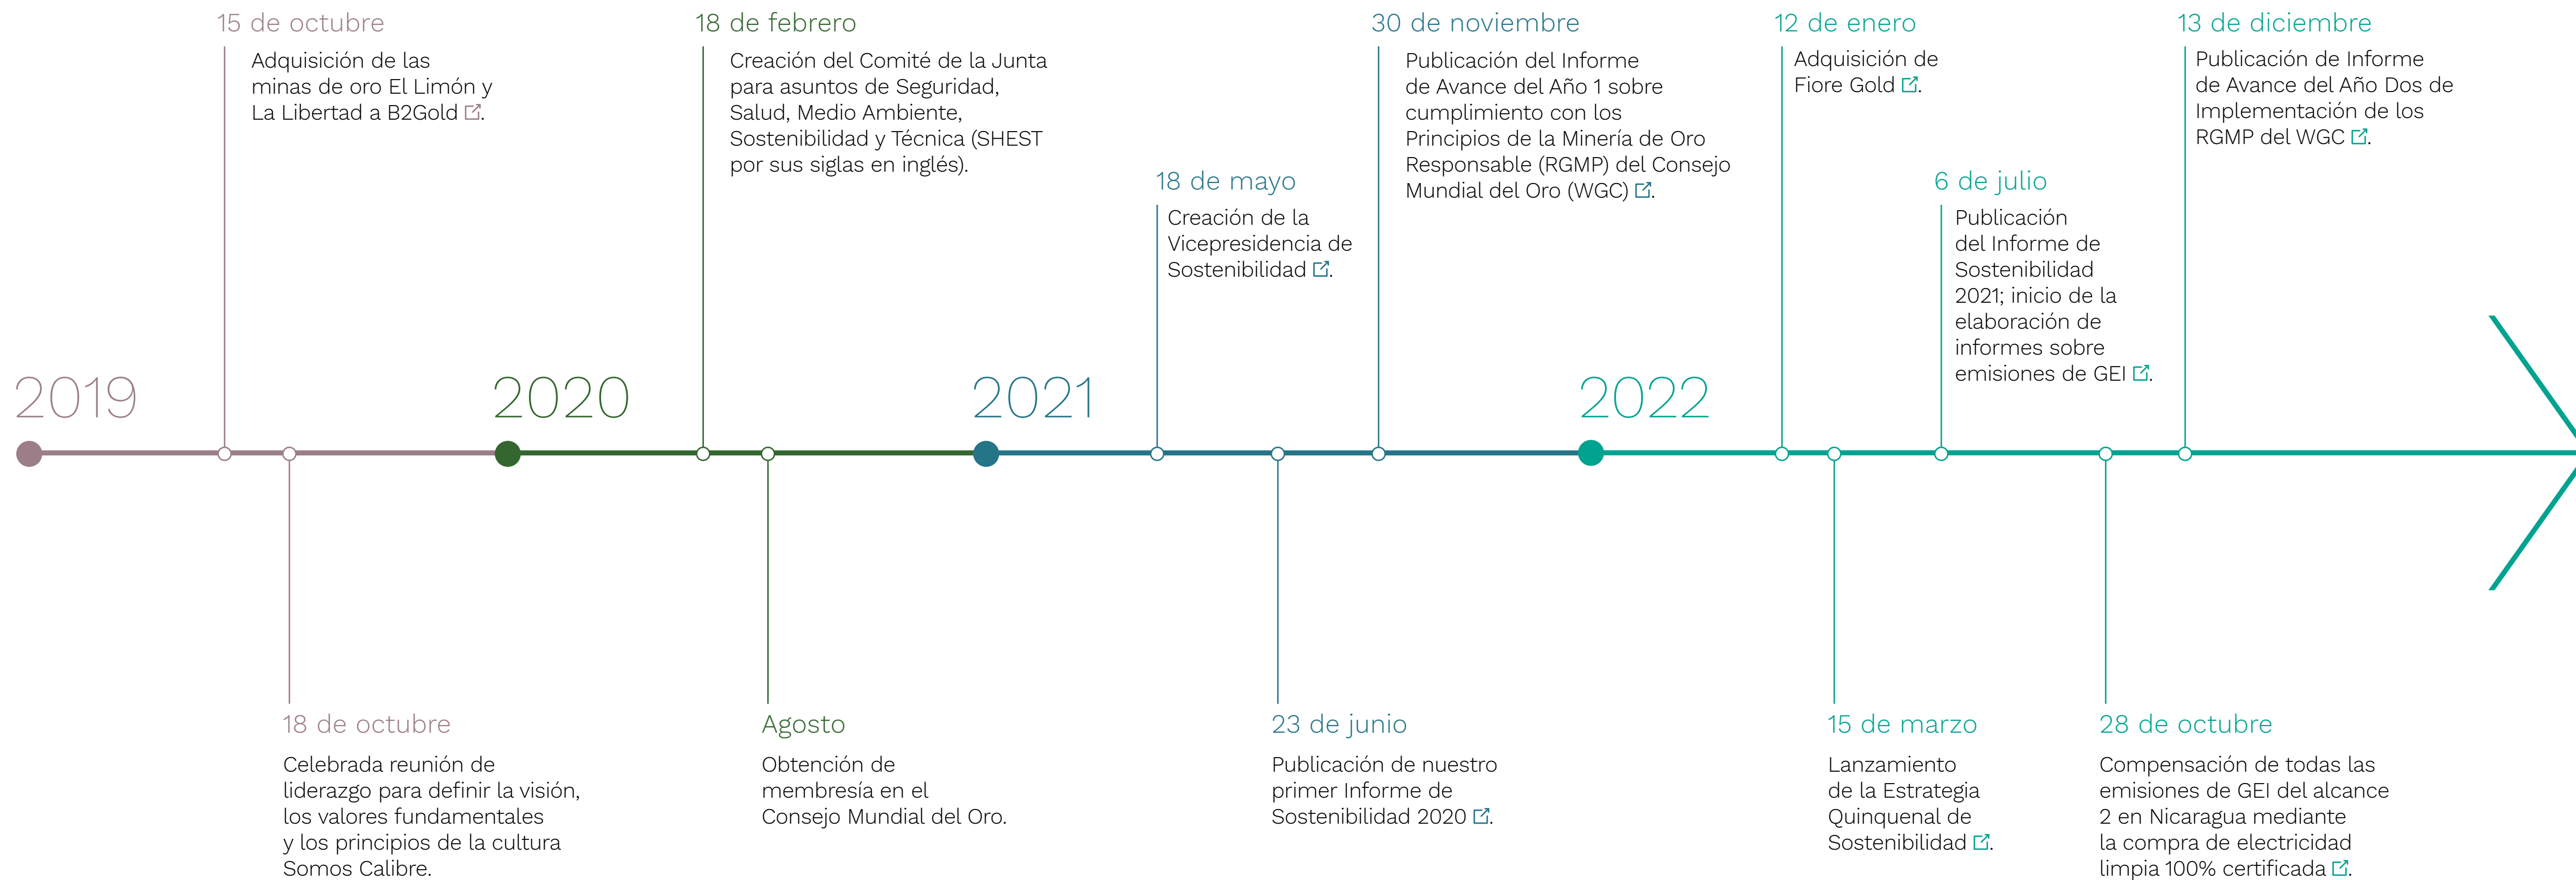 2019
15 de octubre
Adquisición de las
minas de oro El Limón y
La Libertad a B2Gold.
18 de octubre
Celebrada reunión de
liderazgo para definir la visión,
los valores fundamentales
y los principios de la cultura
Somos Calibre.
2020
18 de febrero
Creación del Comité de la Junta
para asuntos de Seguridad,
Salud, Medio Ambiente,
Sostenibilidad y Técnica (SHEST
por sus siglas en inglés).
Agosto
Obtención de
membresía en el
Consejo Mundial del Oro.
2021
18 de mayo
Creación de la
Vicepresidencia de
Sostenibilidad.
23 de junio
Publicación de nuestro
primer Informe de
Sostenibilidad 2020.
30 de noviembre
Publicación del Informe
de Avance del Año 1 sobre
cumplimiento con los
Principios de la Minería de Oro
Responsable (RGMP) del Consejo
Mundial del Oro (WGC).
2022
12 de enero
Adquisición de
Fiore Gold.
15 de marzo
Lanzamiento
de la Estrategia
Quinquenal de
Sostenibilidad.
6 de julio
Publicación
del Informe de
Sostenibilidad
2021; inicio de la
elaboración de
informes sobre
emisiones de GEI.
28 de octubre
Compensación de todas las
emisiones de GEI del alcance
2 en Nicaragua mediante
la compra de electricidad
limpia 100% certificada.
13 de diciembre
Publicación de Informe
de Avance del Año Dos de
Implementación de los
RGMP del WGC.